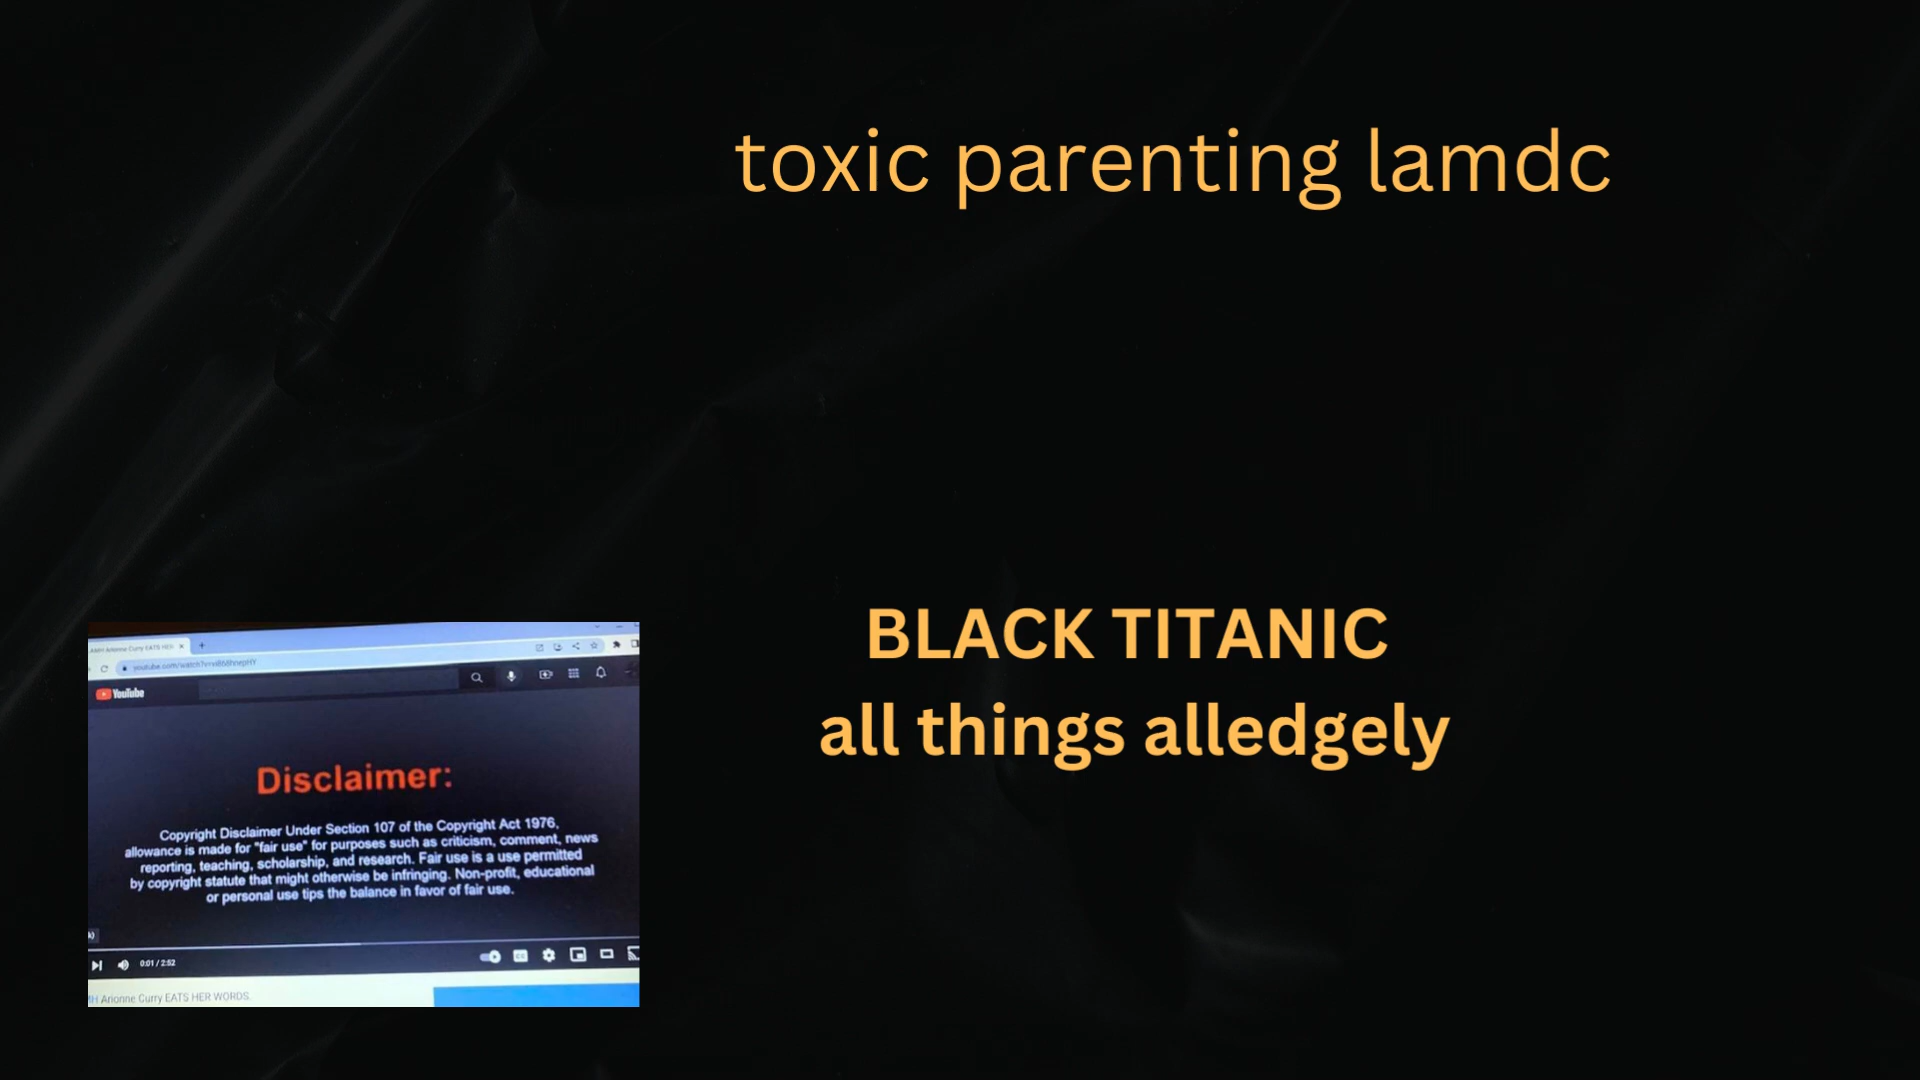 toxic parenting lamdc
BLACK TITANIC
all things alledgely
YouTube
Disclaimer:
Copyright Disclaimer Under Section 107 of the Copyright Act 1976,
allowance is made for "fair use" for purposes such as criticism, comment, news
reporting, teaching, scholarship, and research. Fair use is a use permitted
by copyright statute that might otherwise be infringing. Non-profit, educational
or personal use tips the balance in favor of fair use.
0:01 / 2:52
Arionne Curry EATS HER WORDS